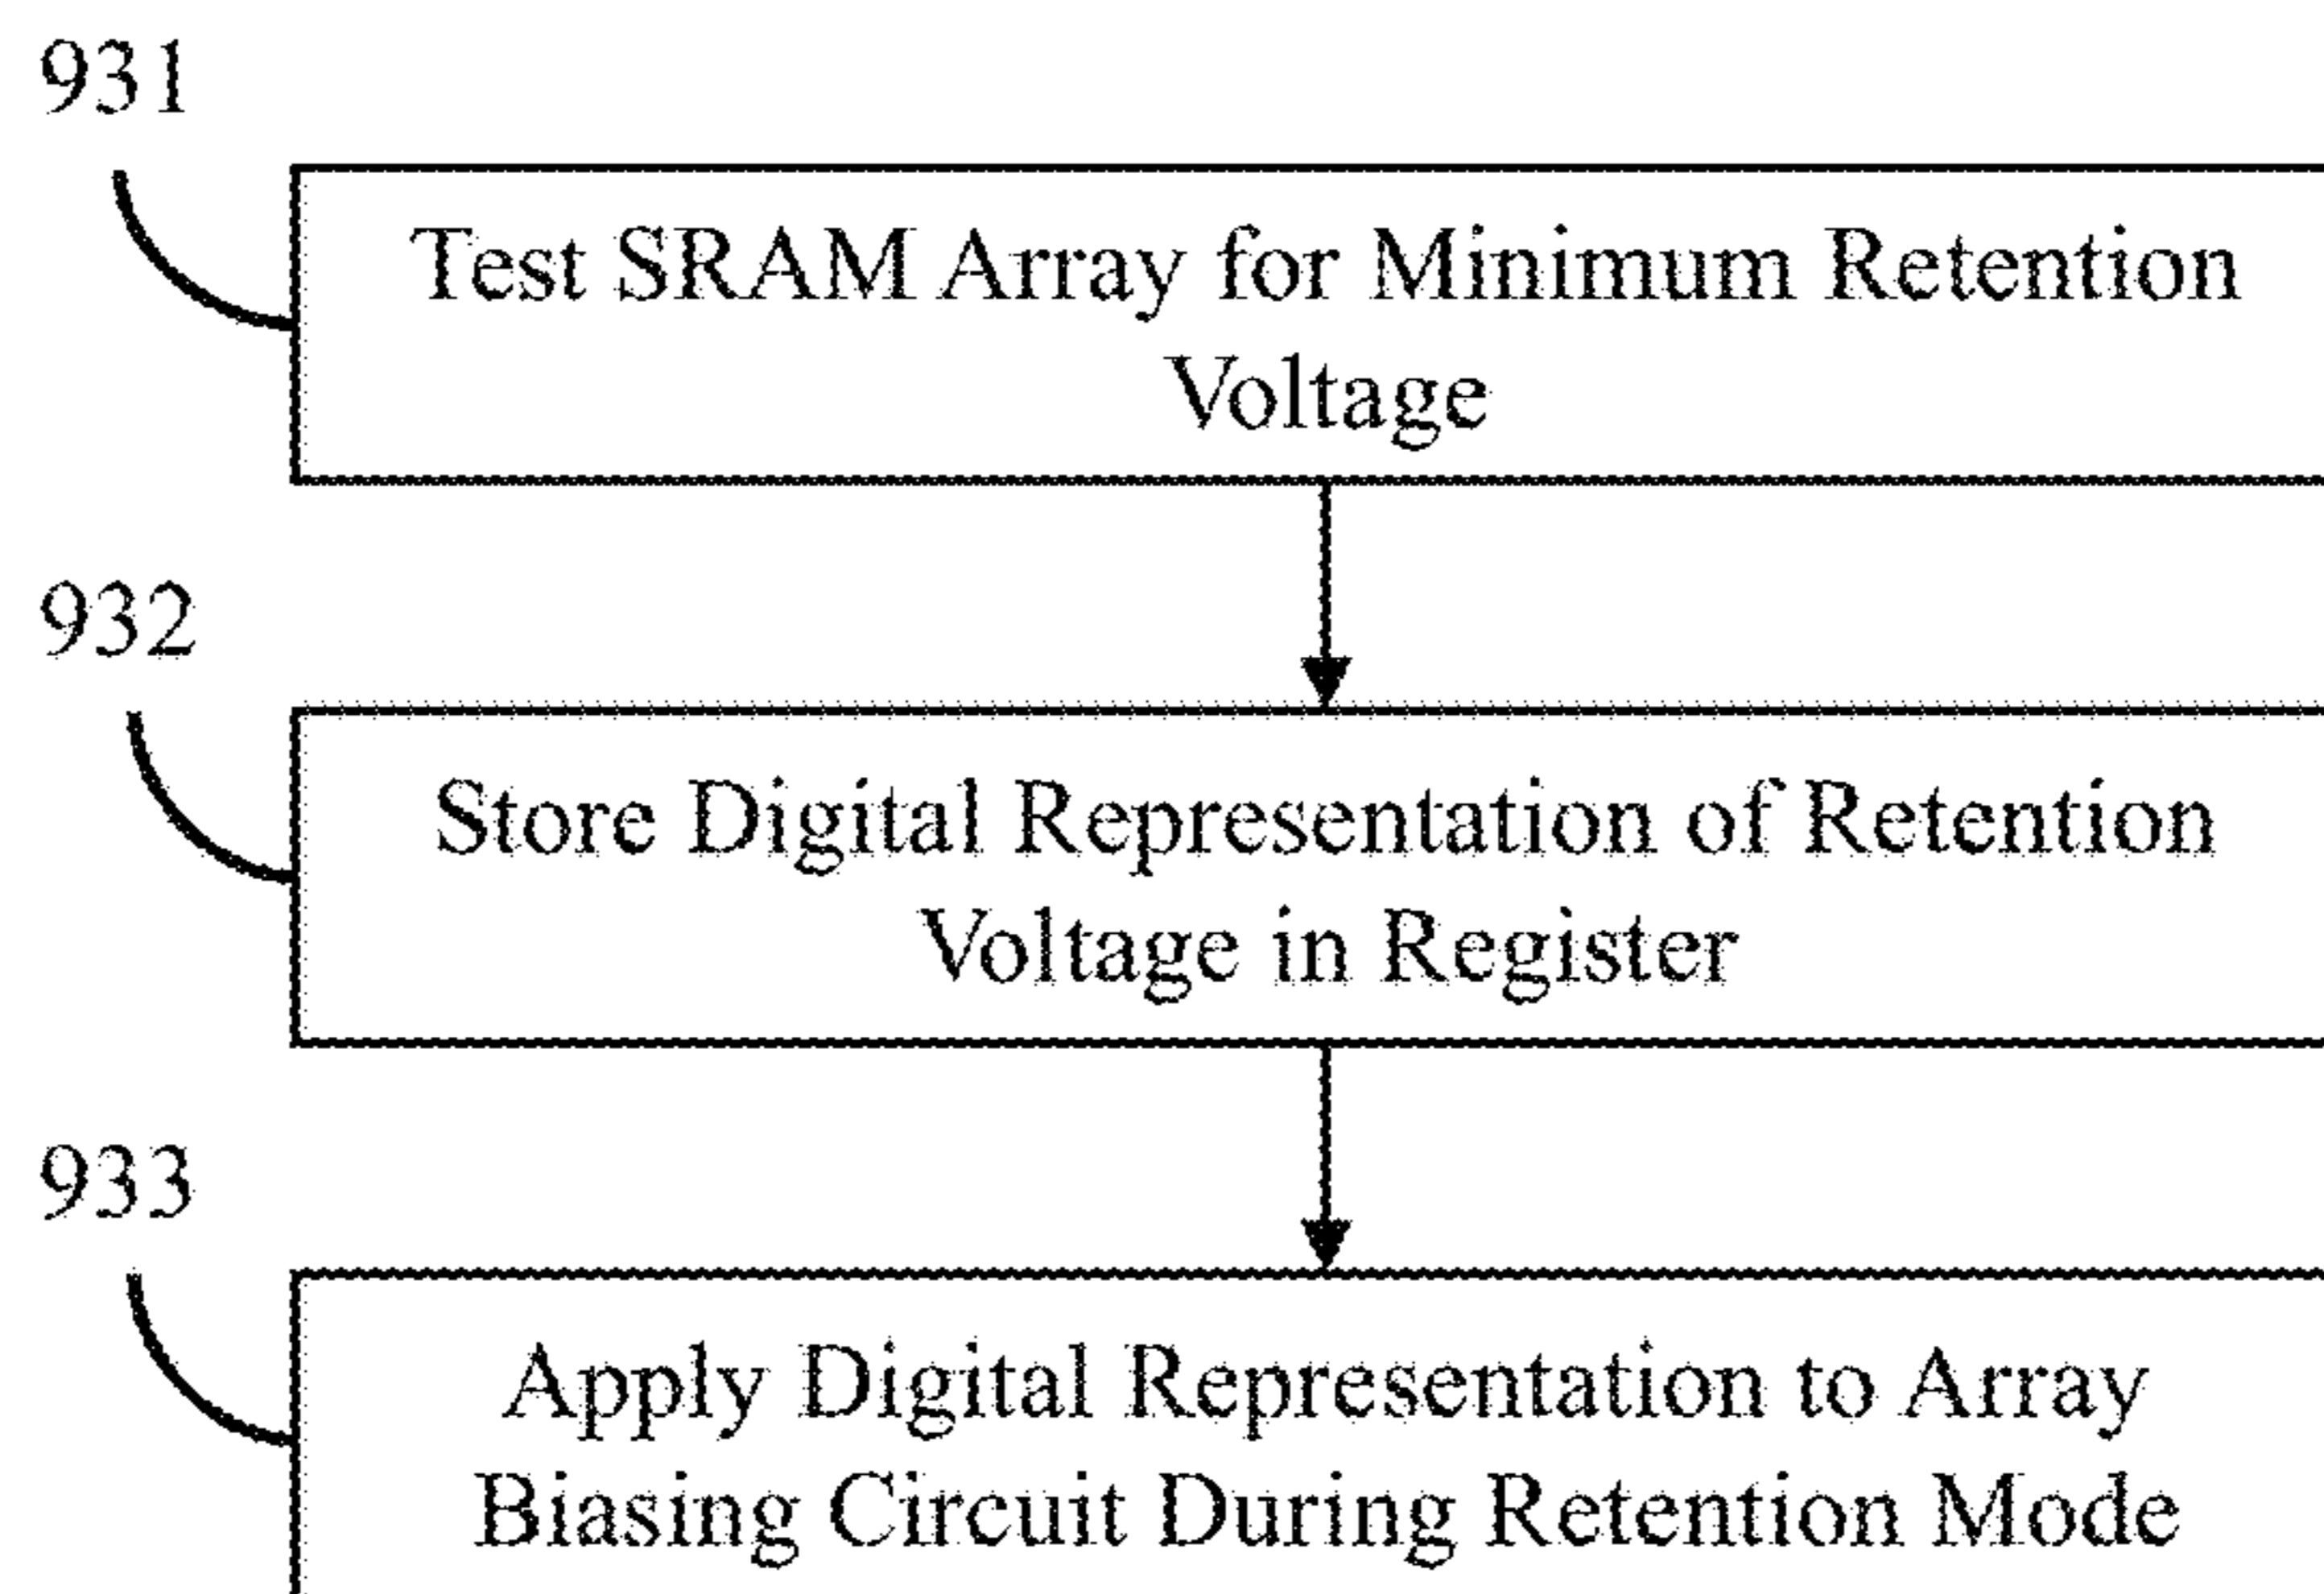 931
Test SRAM Array for Minimum Retention
Voltage
932
Store Digital Representation of Retention
Voltage in Register
933
Apply Digital Representation to Array
Biasing Circuit During Retention Mode